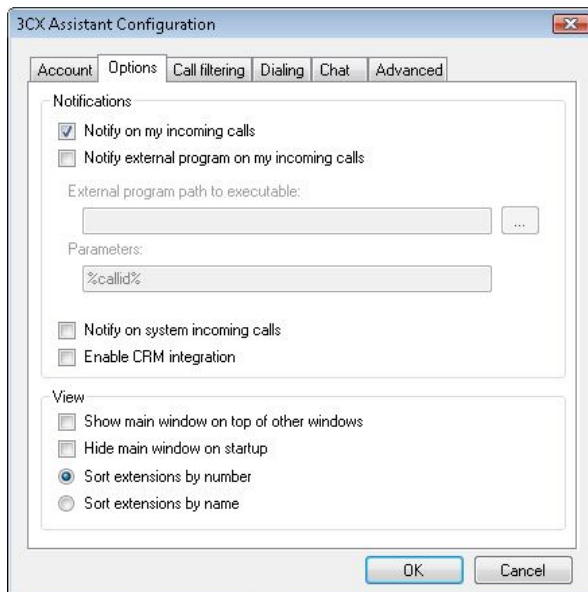 3CX Assistant Configuration
Account Options Call filtering Dialing Chat Advanced
Notifications
Notify on my incoming calls
Notify external program on my incoming calls
External program path to executable:
...
Parameters:
%callid%
Notify on system incoming calls
Enable CRM integration
View
Show main window on top of other windows
Hide main window on startup
Sort extensions by number
Sort extensions by name
OK Cancel